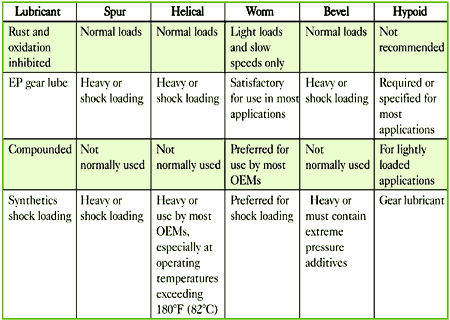 Lubricant Spur Helical Worm Bevel Hypoid
Rust and oxidation inhibited Normal loads Normal loads Light loads and slow speeds only Normal loads Not recommended
EP gear lube Heavy or shock loading Heavy or shock loading Satisfactory for use in most applications Heavy or shock loading Required or specified for most applications
Compounded Not normally used Not normally used Preferred for use by most OEMs Not normally used For lightly loaded applications
Synthetics shock loading Heavy or shock loading Heavy or use by most OEMs, especially at operating temperatures exceeding 180°F (82°C) Preferred for shock loading Heavy or must contain extreme pressure additives Gear lubricant